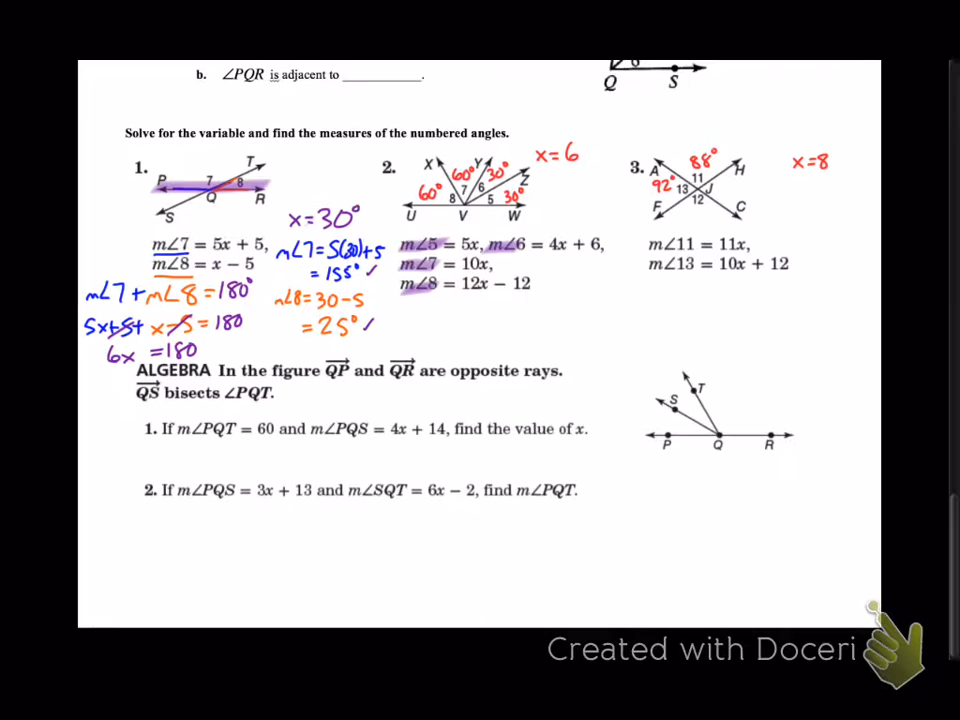 b. ∠PQR is adjacent to ____________.
Q S
Solve for the variable and find the measures of the numbered angles.
1. P 7 T 8 Q R S
x=30°
m∠7 = 5x + 5,
m∠8 = x − 5
m∠7=5(30)+5
=155° ✓
m∠8=30-5
=25° ✓
m∠7+m∠8=180°
5x+5+x-5=180
6x =180
2. X Y Z 60° 60° 30° 30° 8 7 6 5 U V W
x=6
m∠5 = 5x, m∠6 = 4x + 6,
m∠7 = 10x,
m∠8 = 12x − 12
3. A 88° H 92° 11 13 J 12 F C
x=8
m∠11 = 11x,
m∠13 = 10x + 12
ALGEBRA In the figure QP and QR are opposite rays.
QS bisects ∠PQT.
1. If m∠PQT = 60 and m∠PQS = 4x + 14, find the value of x.
2. If m∠PQS = 3x + 13 and m∠SQT = 6x − 2, find m∠PQT.
S T
P Q R
Created with Doceri